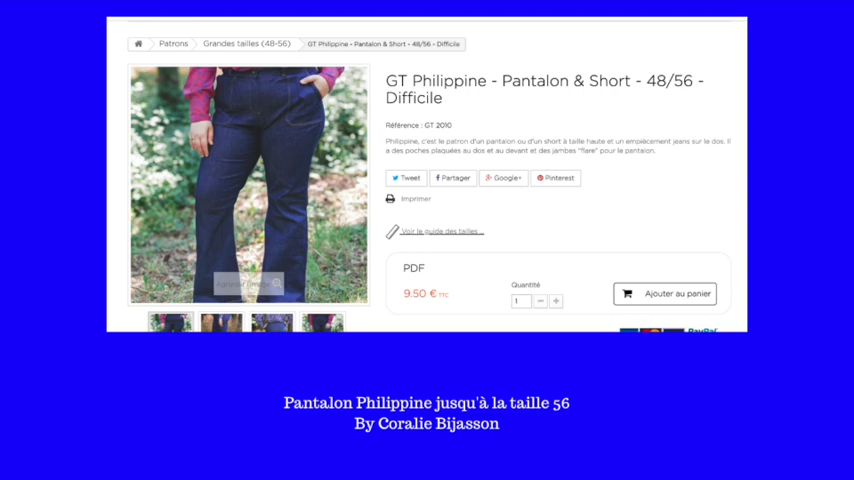 Patrons
Grandes tailles (48-56)
GT Philippine - Pantalon & Short - 48/56 - Difficile
GT Philippine - Pantalon & Short - 48/56 -
Difficile
Référence : GT 2010
Philippine, c'est le patron d'un pantalon ou d'un short à taille haute et un empiècement jeans sur le dos. Il
a des poches plaquées au dos et au devant et des jambes "flare" pour le pantalon.
Tweet
Partager
Google+
Pinterest
Imprimer
Voir le guide des tailles ...
Agrandir l'image
PDF
9.50 € TTC
Quantité
1
Ajouter au panier
PayPal
Pantalon Philippine jusqu'à la taille 56
By Coralie Bijasson